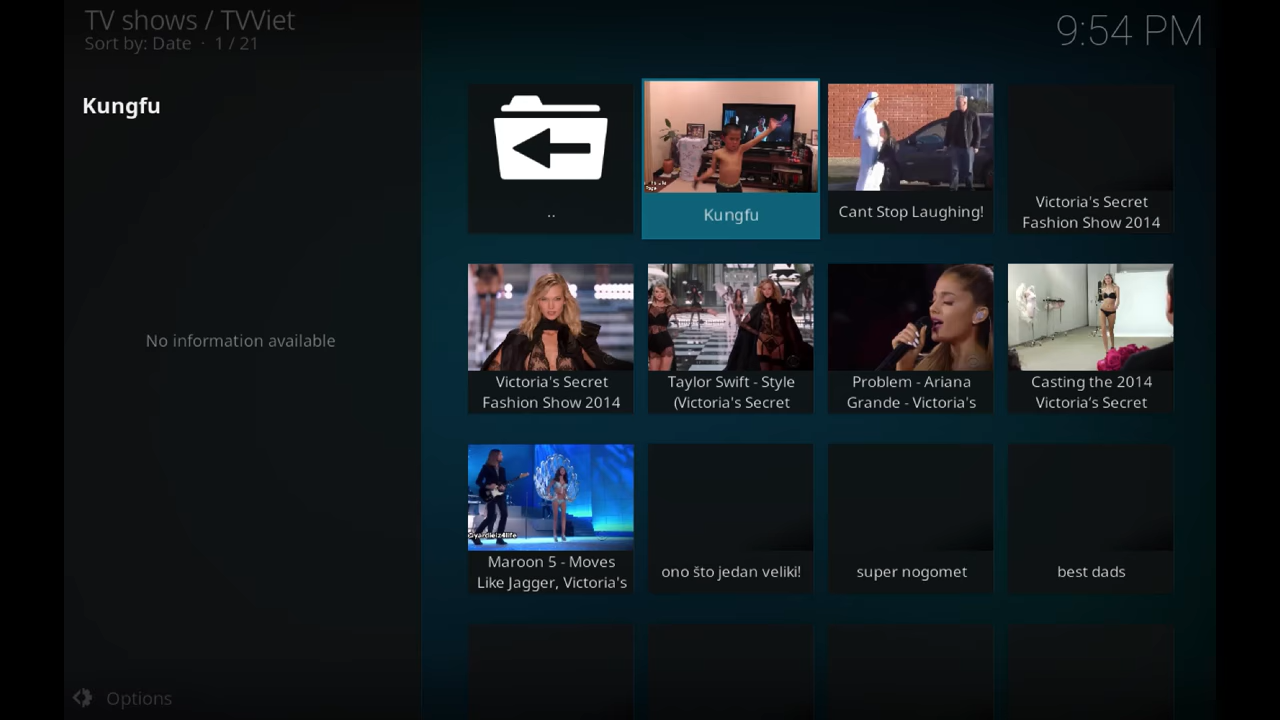 TV shows / TVViet
Sort by: Date · 1 / 21
9:54 PM
Kungfu
No information available
..
Kungfu
Cant Stop Laughing!
Victoria's Secret
Fashion Show 2014
Victoria's Secret
Fashion Show 2014
Taylor Swift - Style
(Victoria's Secret
Problem - Ariana
Grande - Victoria's
Casting the 2014
Victoria’s Secret
Maroon 5 - Moves
Like Jagger, Victoria's
ono što jedan veliki!
super nogomet
best dads
Options